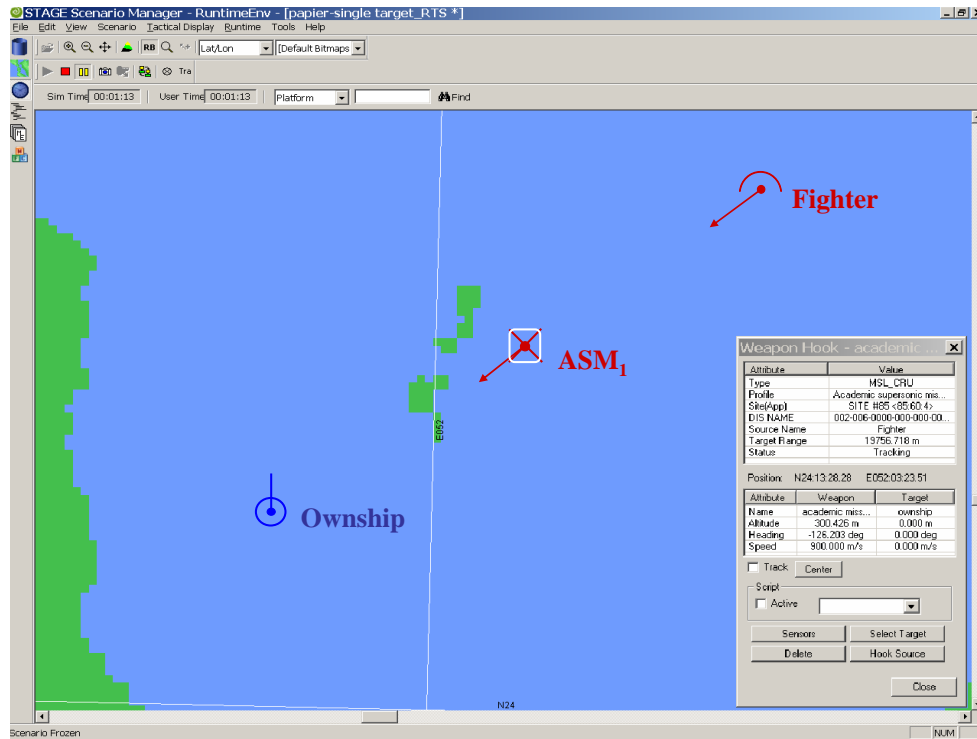 STAGE Scenario Manager - RuntimeEnv - [papier-single target_RTS *]
File Edit View Scenario Tactical Display Runtime Tools Help
RB Lat/Lon [Default Bitmaps
Tra
Sim Time 00:01:13 User Time 00:01:13 Platform Find
Fighter
ASM1
E052
Ownship
N24
Weapon Hook - academic ...
Attribute Value
Type MSL_CRU
Profile Academic supersonic mis...
Site(App) SITE #85 <85:60:4>
DIS NAME 002-006-0000-000-000-00...
Source Name Fighter
Target Range 19756.718 m
Status Tracking
Position: N24:13:28.28 E052:03:23.51
Attribute Weapon Target
Name academic miss... ownship
Altitude 300.426 m 0.000 m
Heading -126.203 deg 0.000 deg
Speed 900.000 m/s 0.000 m/s
Track Center
Script
Active
Sensors Select Target
Delete Hook Source
Close
Scenario Frozen NUM